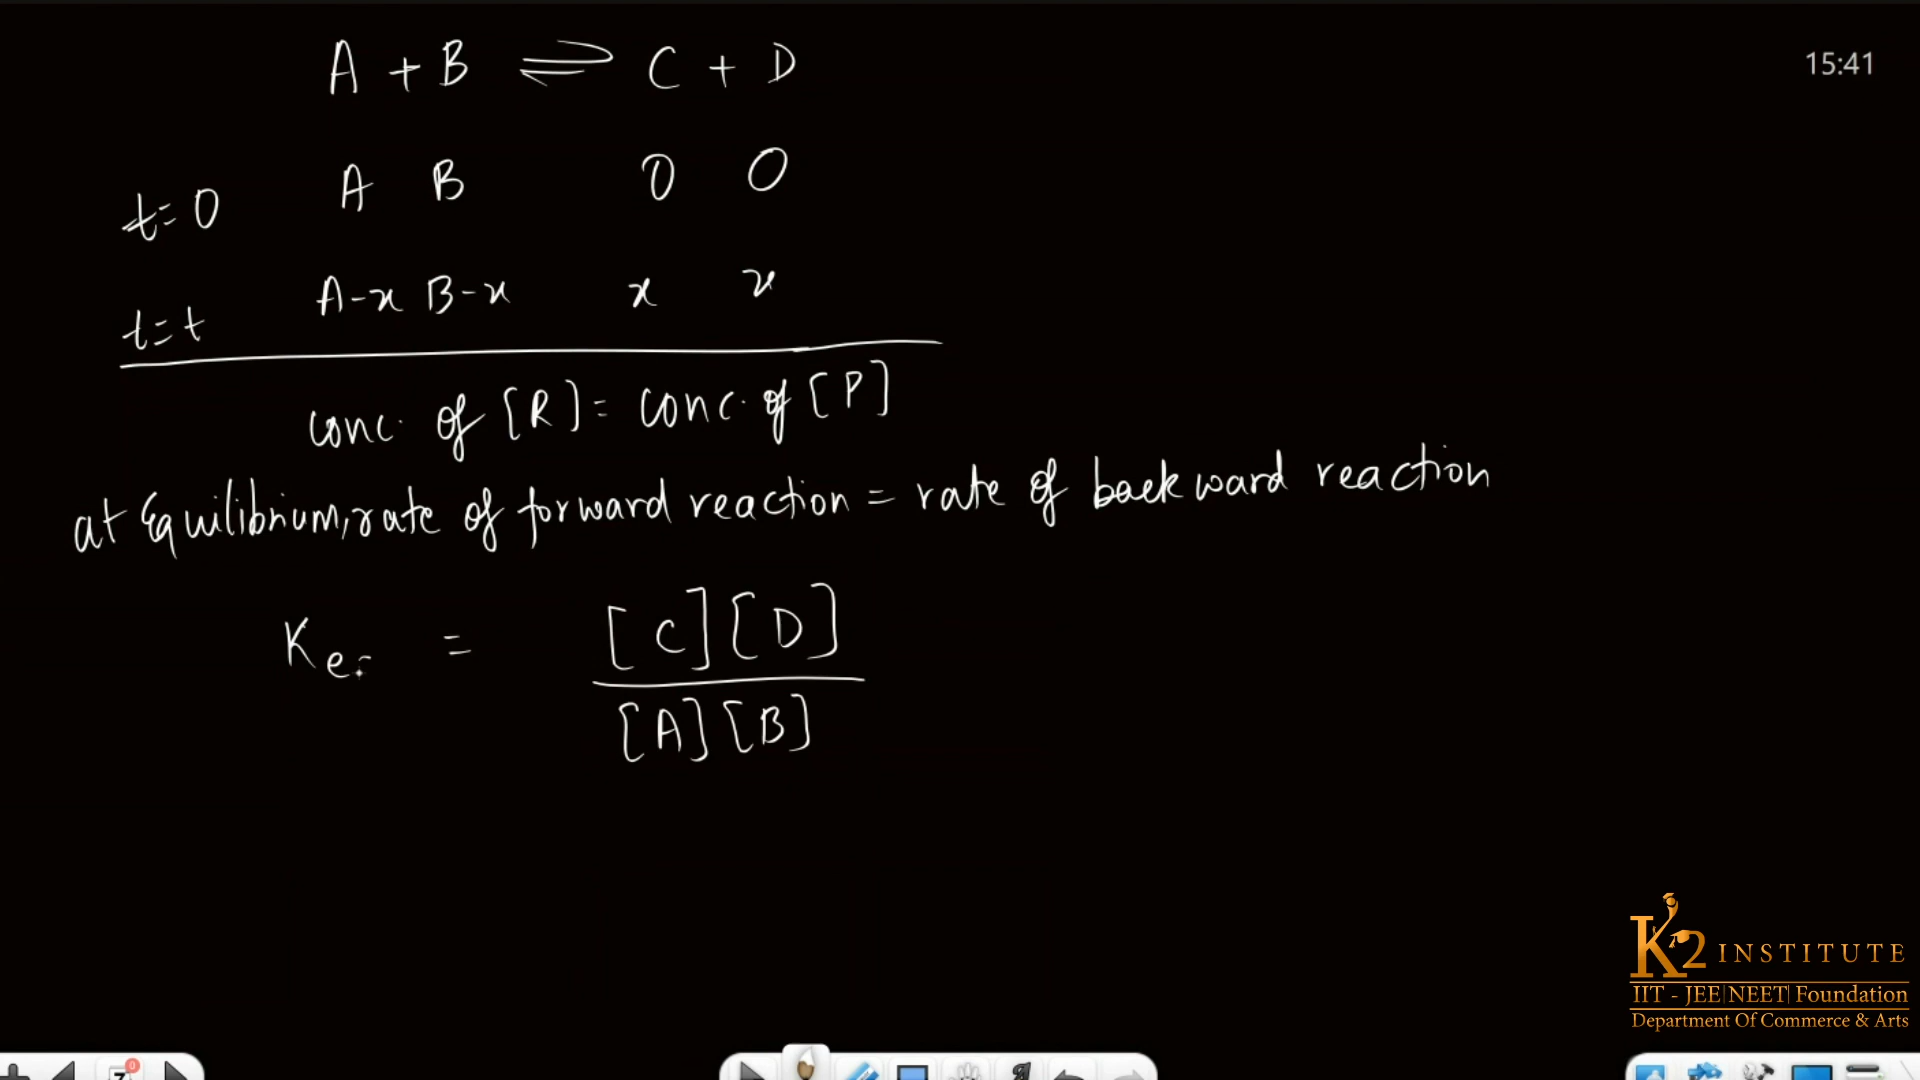 A + B ⇌ C + D
15:41
t=0 A B 0 0
t=t A-x B-x x x
conc. of [R] = conc. of [P]
at Equilibrium, rate of forward reaction = rate of backward reaction
K = [C][D]
[A][B]
K2 INSTITUTE
IIT - JEE|NEET| Foundation
Department Of Commerce & Arts